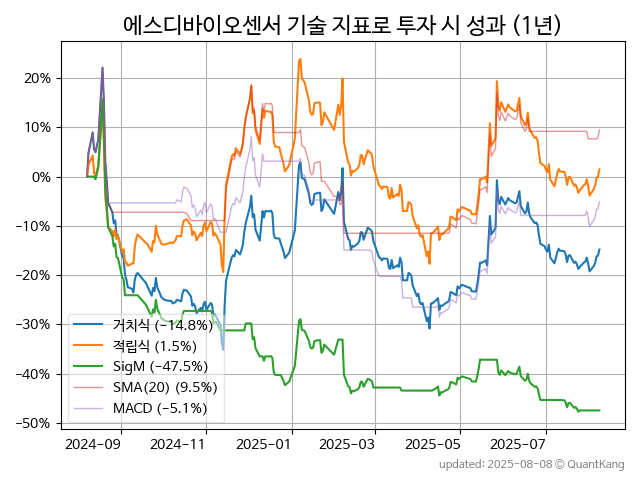 에스디바이오센서 기술 지표로 투자 시 성과 (1년)
20%
10%
0%
−10%
−20%
−30%
−40%
−50%
거치식 (−14.8%)
적립식 (1.5%)
SigM (−47.5%)
SMA(20) (9.5%)
MACD (−5.1%)
2024-09 2024-11 2025-01 2025-03 2025-05 2025-07
updated: 2025-08-08 © QuantKang